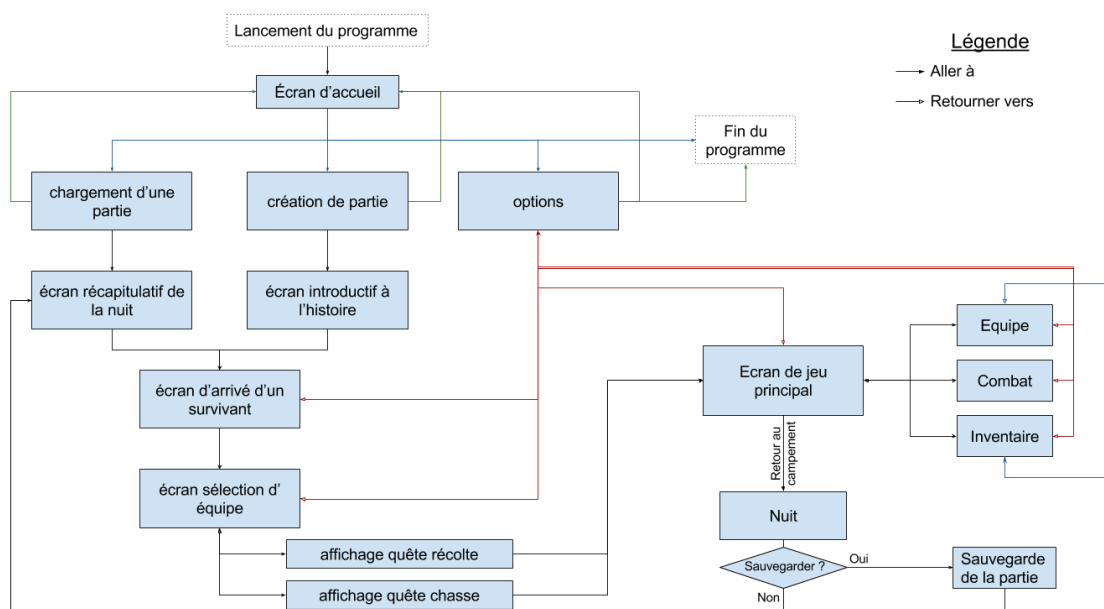 Lancement du programme
Légende
Aller à
Retourner vers
Écran d'accueil
Fin du
programme
chargement d'une
partie
création de partie
options
écran récapitulatif de
la nuit
écran introductif à
l'histoire
Equipe
Ecran de jeu
principal
Combat
écran d'arrivé d'un
survivant
Inventaire
Retour au
campement
écran sélection d'
équipe
Nuit
affichage quête récolte
Sauvegarder ?
Oui
Sauvegarde
de la partie
affichage quête chasse
Non